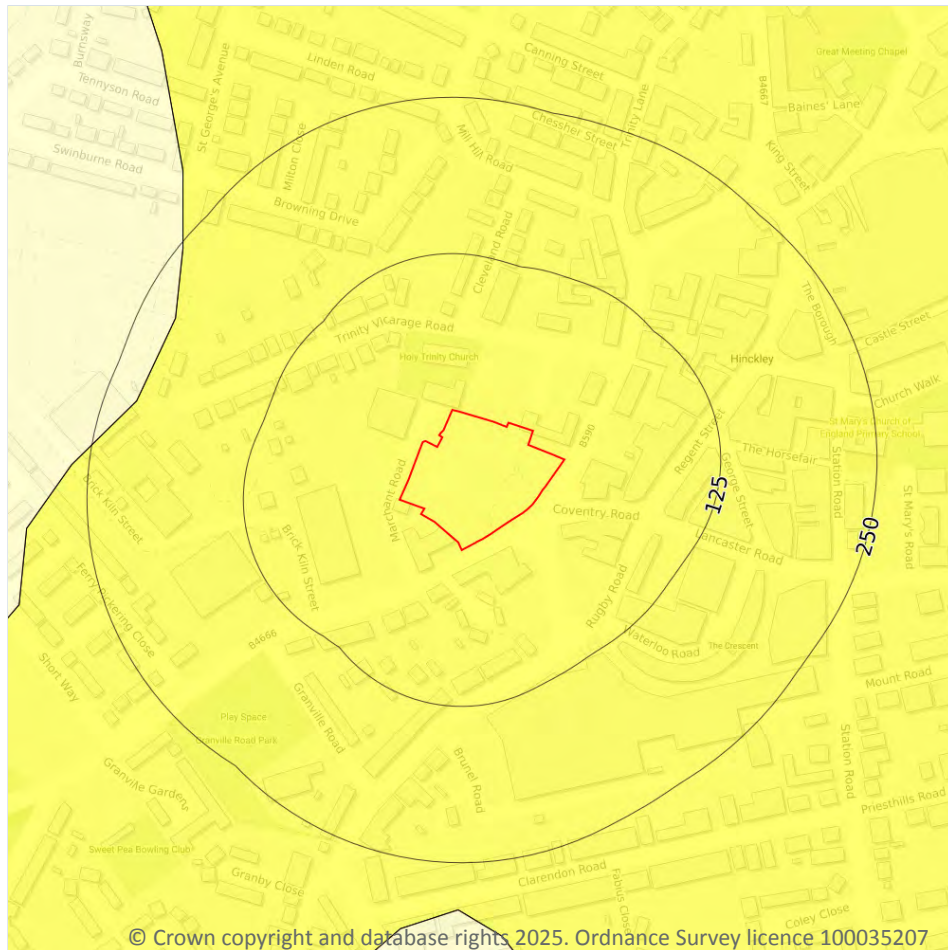 Burnsway
Tennyson Road
Swinburne Road
St George's Avenue
Linden Road
Milton Close
Browning Drive
Canning Street
Trinity Lane
Chessher Street
Mill Hill Road
B4667
Great Meeting Chapel
Baines' Lane
King Street
Cleveland Road
Trinity Vicarage Road
Holy Trinity Church
The Borough
Castle Street
Hinckley
Church Walk
St Mary's Church of
England Primary School
B590
Regent Street
The Horsefair
George Street
Station Road
St Mary's Road
Marchant Road
Coventry Road
Lancaster Road
125
250
Brick Kiln Street
Brick Kiln Street
Ferry Pickering Close
B4666
Rugby Road
Waterloo Road
The Crescent
Mount Road
Short Way
Granville Road
Play Space
Granville Road Park
Granville Gardens
Brunel Road
Station Road
Priesthills Road
Sweet Pea Bowling Club
Granby Close
Clarendon Road
Fabius Close
Coley Close
© Crown copyright and database rights 2025. Ordnance Survey licence 100035207